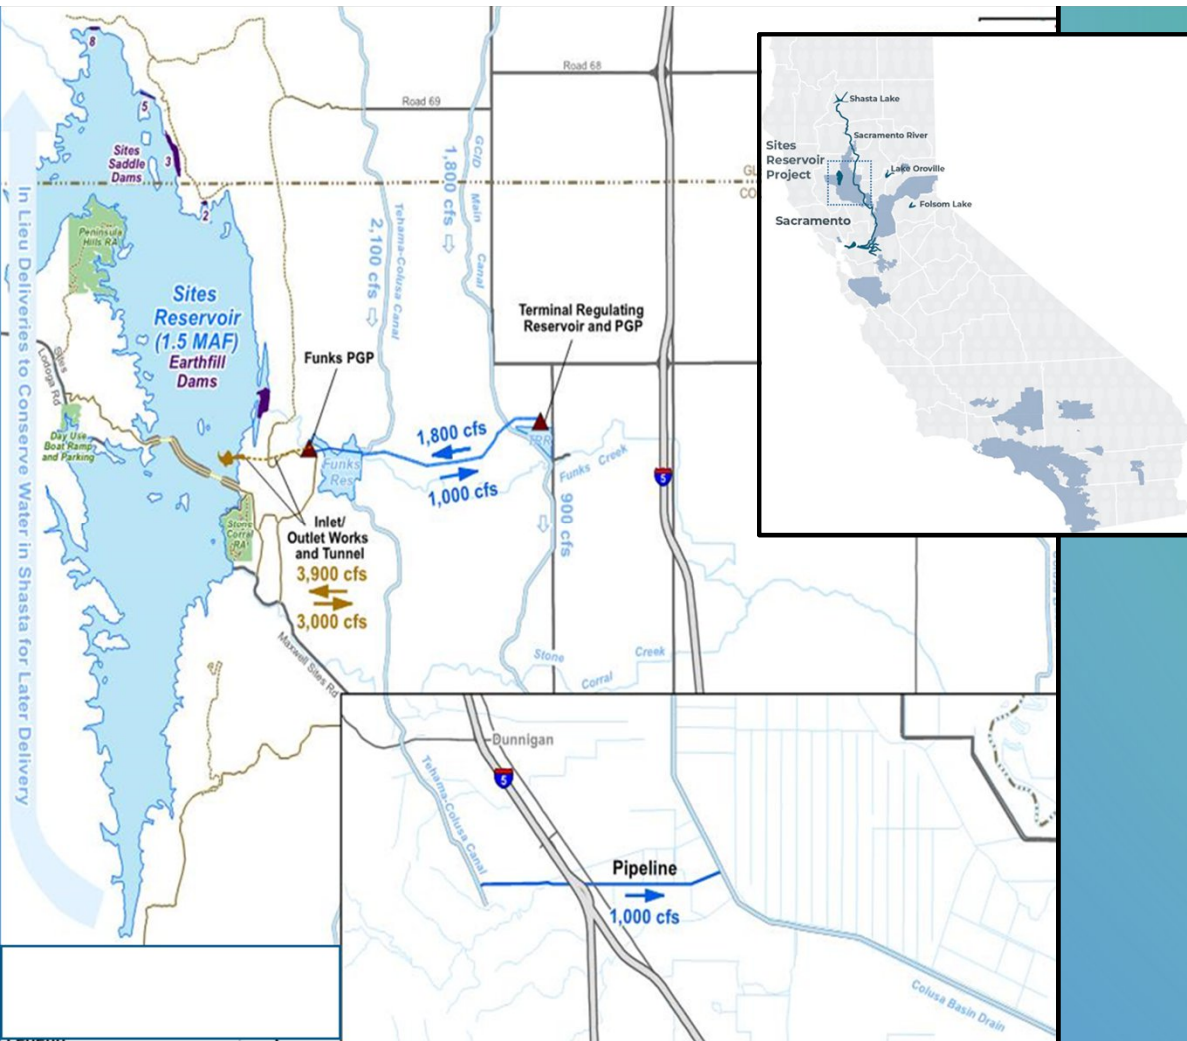 8
5
Sites
Saddle
Dams
3
2
Road 68
Road 69
GCID Main Canal
1,800 cfs
Tehama-Colusa Canal
2,100 cfs
GL
CO
In Lieu Deliveries to Conserve Water in Shasta for Later Delivery
Peninsula
Hills RA
Sites
Reservoir
(1.5 MAF)
Earthfill
Dams
Sites
Lodoga Rd
Day Use
Boat Ramp
and Parking
Funks PGP
Terminal Regulating
Reservoir and PGP
TRR
Funks
Res
1,800 cfs
1,000 cfs
Funks Creek
5
900 cfs
Stone
Corral
RA
Inlet/
Outlet Works
and Tunnel
3,900 cfs
3,000 cfs
Maxwell Sites Rd
Stone Corral Creek
Shasta Lake
Sacramento River
Sites
Reservoir
Project
Lake Oroville
Folsom Lake
Sacramento
Dunnigan
5
Tehama-Colusa Canal
Pipeline
1,000 cfs
Colusa Basin Drain